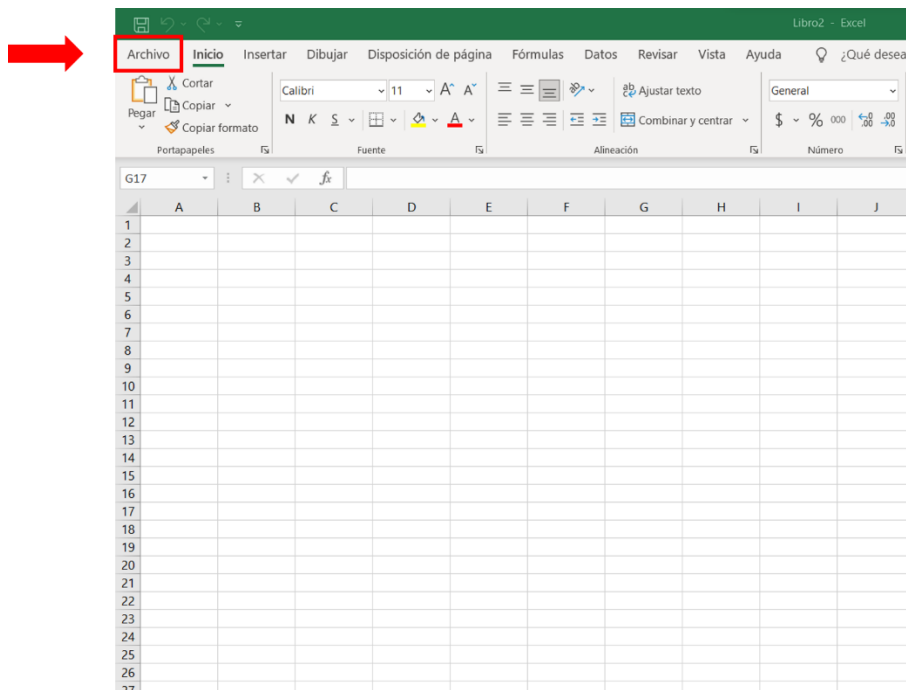 Libro2 - Excel
Archivo Inicio Insertar Dibujar Disposición de página Fórmulas Datos Revisar Vista Ayuda ¿Qué desea
Pegar
Cortar
Copiar
Copiar formato
Portapapeles
Calibri 11 A A
N K S A
Fuente
ab Ajustar texto
Combinar y centrar
Alineación
General
$ % 000 ,00
Número
G17 fx
A B C D E F G H I J
1
2
3
4
5
6
7
8
9
10
11
12
13
14
15
16
17
18
19
20
21
22
23
24
25
26
27